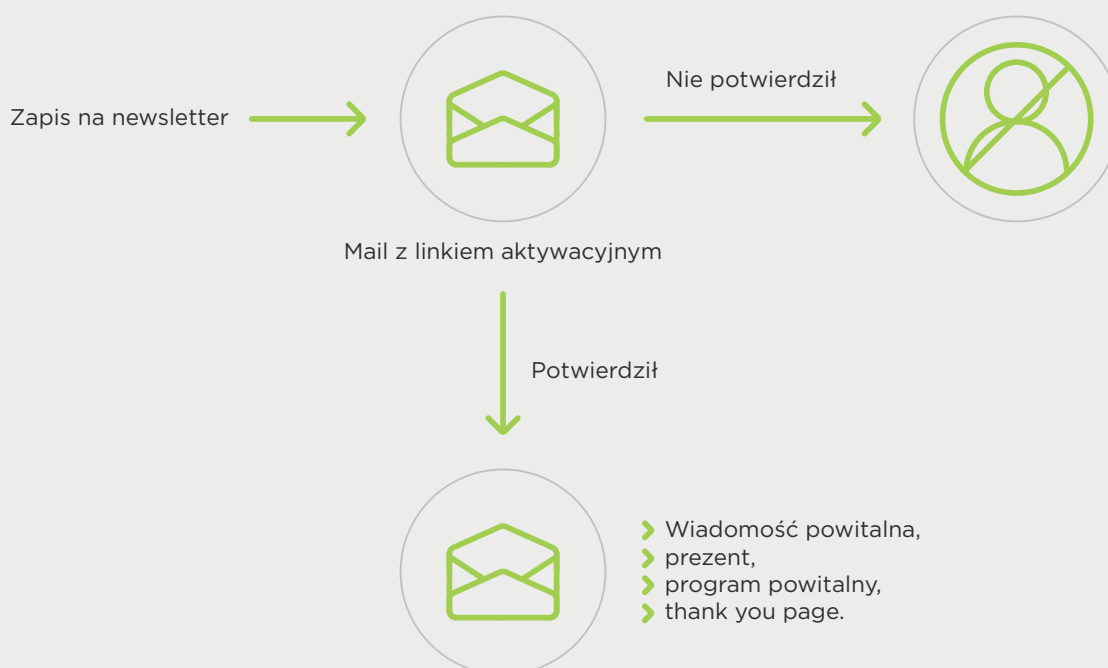 Nie potwierdził
Zapis na newsletter
Mail z linkiem aktywacyjnym
Potwierdził
Wiadomość powitalna,
prezent,
program powitalny,
thank you page.